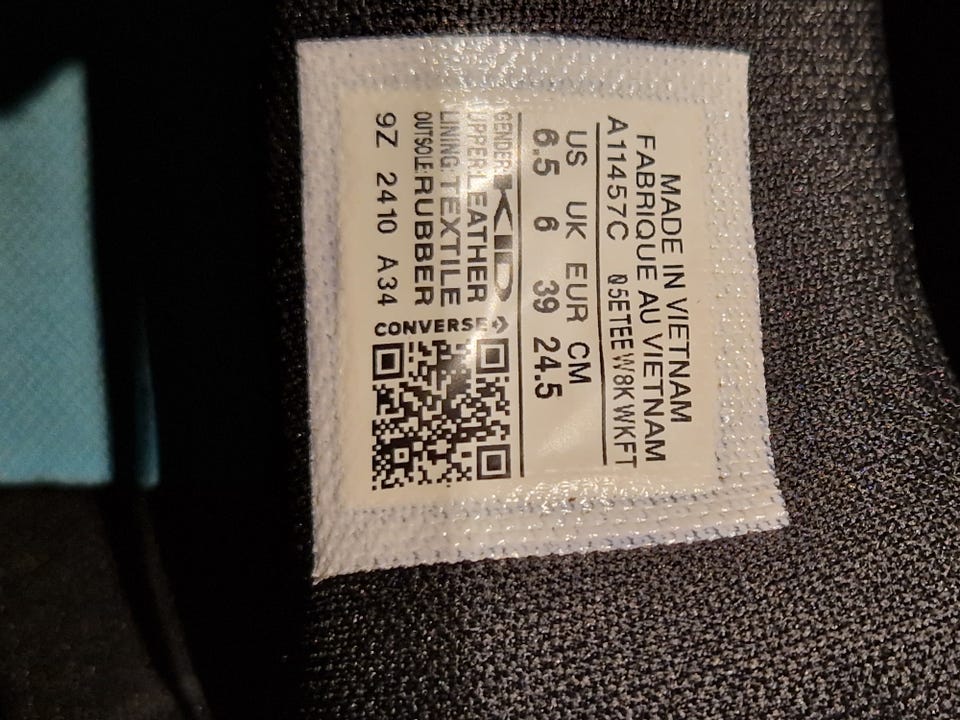 MADE IN VIETNAM
FABRIQUE AU VIETNAM
A11457C 05ETEEW8KWKFT
US UK EUR CM
6.5 6 39 24.5
GENDER: KID
UPPER: LEATHER
LINING: TEXTILE
OUTSOLE: RUBBER
9Z 2410 A34
CONVERSE